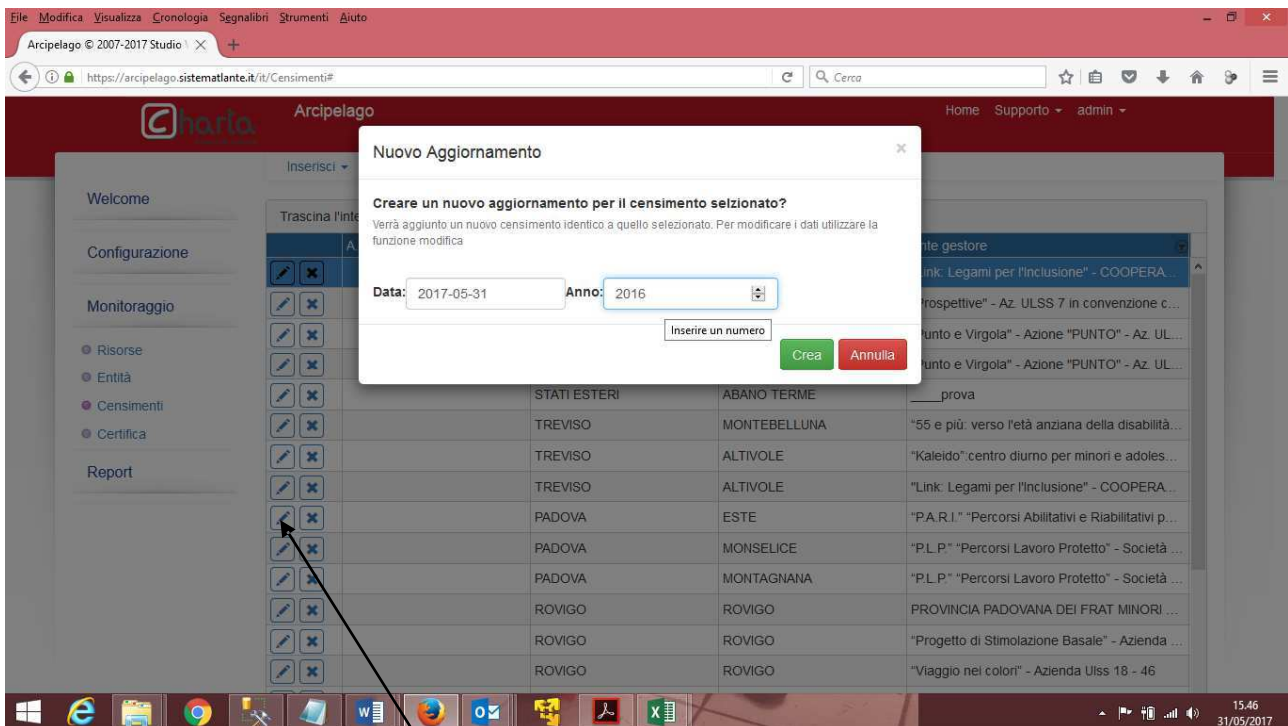 File Modifica Visualizza Cronologia Segnalibri Strumenti Aiuto
Arcipelago © 2007-2017 Studio
https://arcipelago.sistematlante.it/it/Censimenti#
Cerca
Charta
Arcipelago
Home Supporto admin
Inserisci
Nuovo Aggiornamento
Creare un nuovo aggiornamento per il censimento selzionato?
Verrà aggiunto un nuovo censimento identico a quello selezionato. Per modificare i dati utilizzare la
funzione modifica
Data: 2017-05-31 Anno: 2016
Inserire un numero
Crea Annulla
Welcome
Configurazione
Monitoraggio
Risorse
Entità
Censimenti
Certifica
Report
Trascina l'inte
A. nte gestore
Link: Legami per l'Inclusione" - COOPERA...
Prospettive" - Az. ULSS 7 in convenzione c...
Punto e Virgola" - Azione "PUNTO" - Az. UL...
Punto e Virgola" - Azione "PUNTO" - Az. UL...
STATI ESTERI ABANO TERME ____prova
TREVISO MONTEBELLUNA "55 e più: verso l'età anziana della disabilità...
TREVISO ALTIVOLE "Kaleido":centro diurno per minori e adoles...
TREVISO ALTIVOLE "Link: Legami per l'Inclusione" - COOPERA...
PADOVA ESTE "P.A.R.I." "Percorsi Abilitativi e Riabilitativi p...
PADOVA MONSELICE "P.L.P." "Percorsi Lavoro Protetto" - Società ...
PADOVA MONTAGNANA "P.L.P." "Percorsi Lavoro Protetto" - Società ...
ROVIGO ROVIGO PROVINCIA PADOVANA DEI FRAT MINORI ...
ROVIGO ROVIGO "Progetto di Stimolazione Basale" - Azienda ...
ROVIGO ROVIGO "Viaggio nei colori" - Azienda Ulss 18 - 46
15.46
31/05/2017